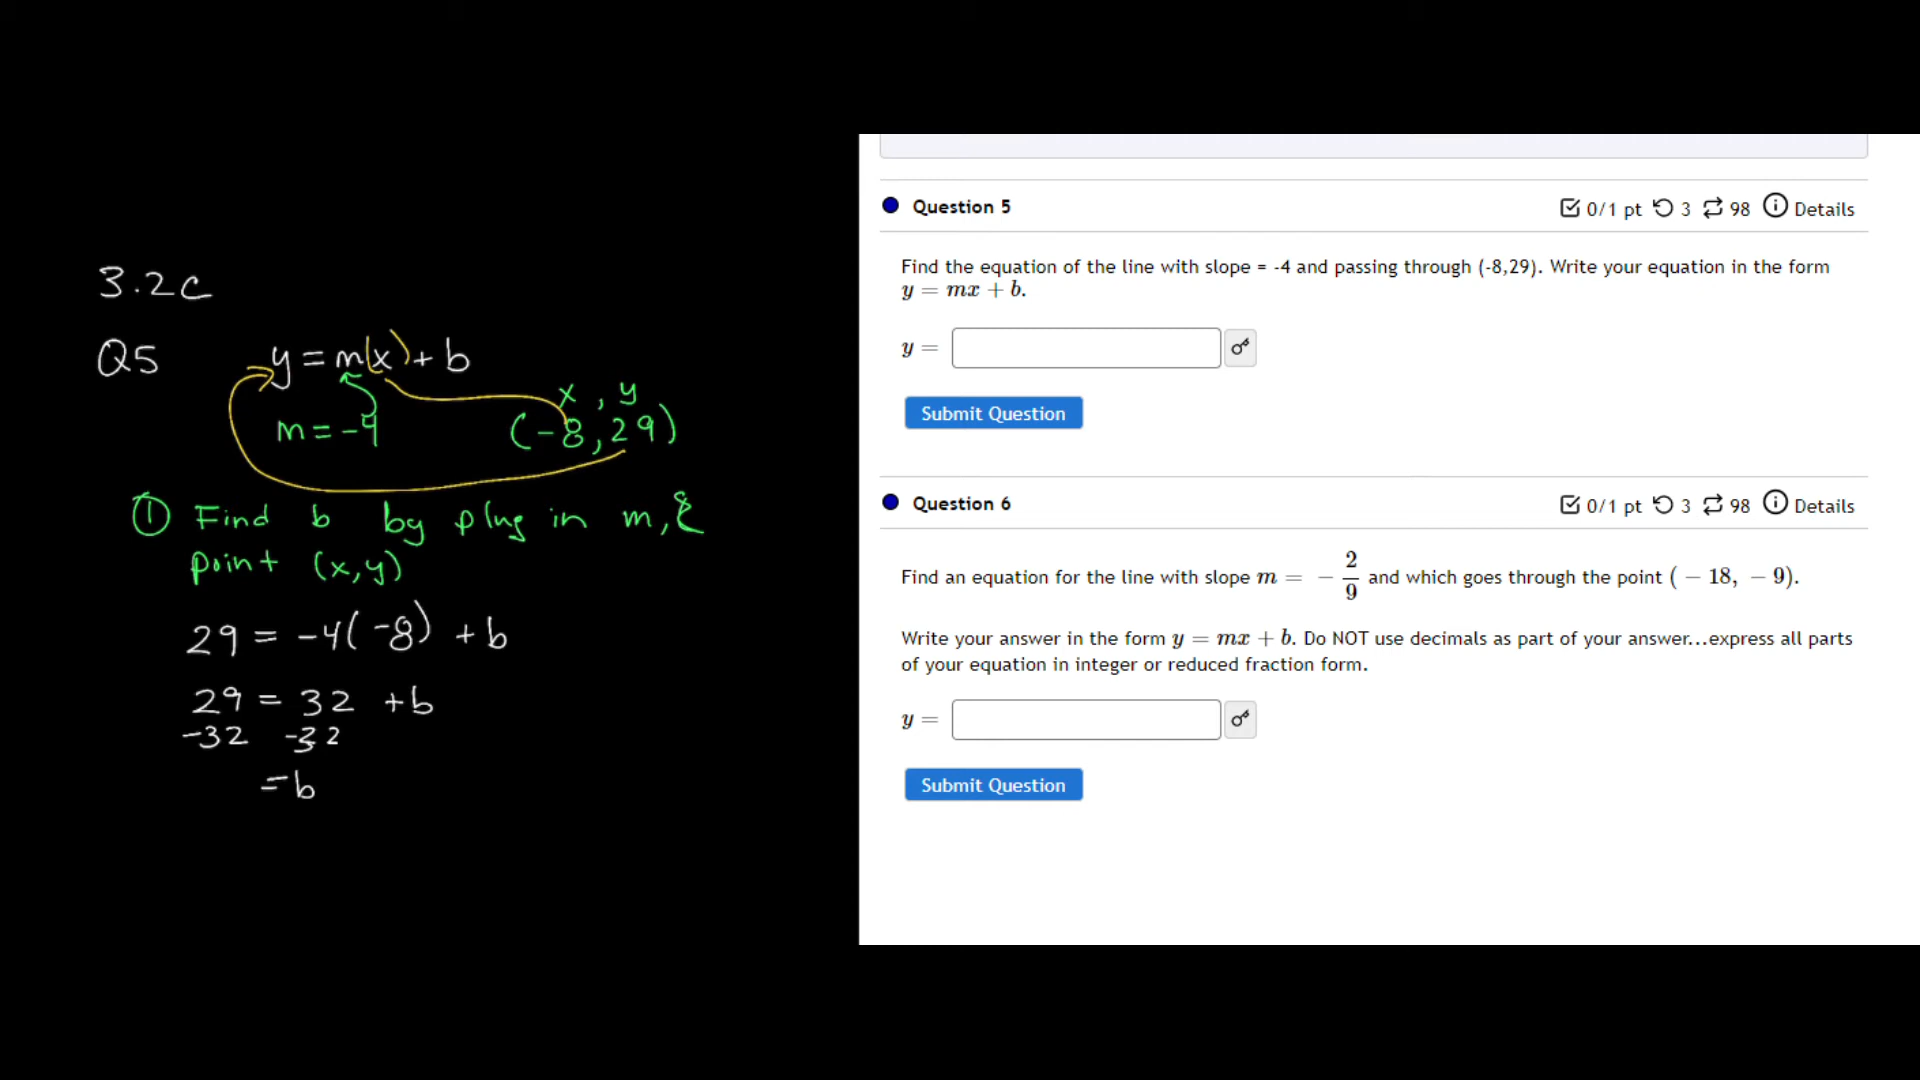 3.2c
Q5 y = m(x) + b
x , y
m = -4 (-8, 29)
① Find b by plug in m, &
point (x, y)
29 = -4(-8) + b
29 = 32 + b
-32 -32
= b
Question 5 0/1 pt 3 98 Details
Find the equation of the line with slope = -4 and passing through (-8,29). Write your equation in the form
y = mx + b.
y =
Submit Question
Question 6 0/1 pt 3 98 Details
Find an equation for the line with slope m = - 2/9 and which goes through the point ( - 18, - 9).
Write your answer in the form y = mx + b. Do NOT use decimals as part of your answer...express all parts
of your equation in integer or reduced fraction form.
y =
Submit Question